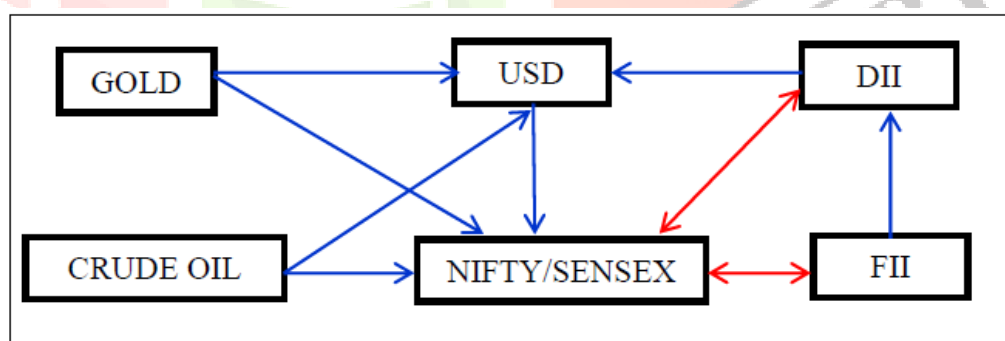 GOLD
USD
DII
CRUDE OIL
NIFTY/SENSEX
FII